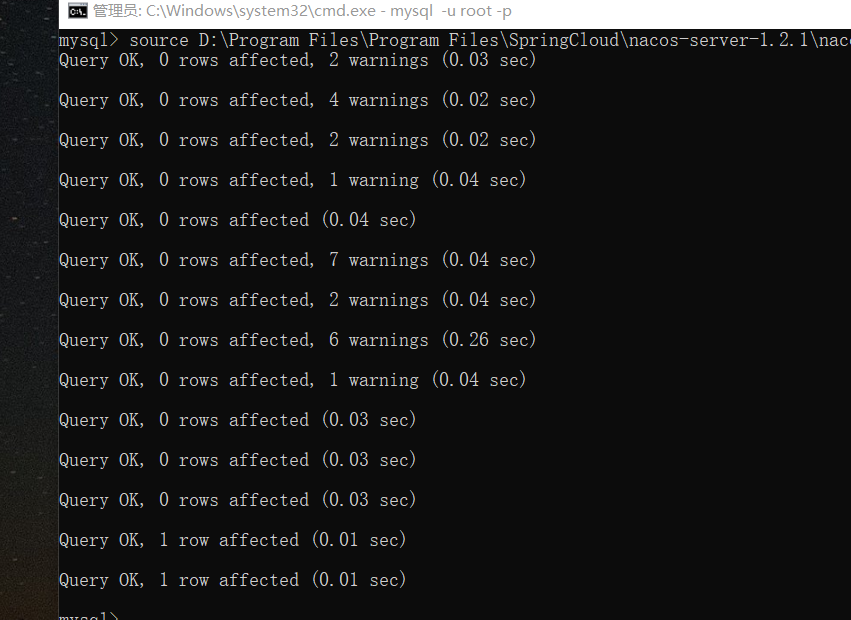 管理员: C:\Windows\system32\cmd.exe - mysql -u root -p
mysql> source D:\Program Files\Program Files\SpringCloud\nacos-server-1.2.1\nac
Query OK, 0 rows affected, 2 warnings (0.03 sec)
Query OK, 0 rows affected, 4 warnings (0.02 sec)
Query OK, 0 rows affected, 2 warnings (0.02 sec)
Query OK, 0 rows affected, 1 warning (0.04 sec)
Query OK, 0 rows affected (0.04 sec)
Query OK, 0 rows affected, 7 warnings (0.04 sec)
Query OK, 0 rows affected, 2 warnings (0.04 sec)
Query OK, 0 rows affected, 6 warnings (0.26 sec)
Query OK, 0 rows affected, 1 warning (0.04 sec)
Query OK, 0 rows affected (0.03 sec)
Query OK, 0 rows affected (0.03 sec)
Query OK, 0 rows affected (0.03 sec)
Query OK, 1 row affected (0.01 sec)
Query OK, 1 row affected (0.01 sec)
mysql>